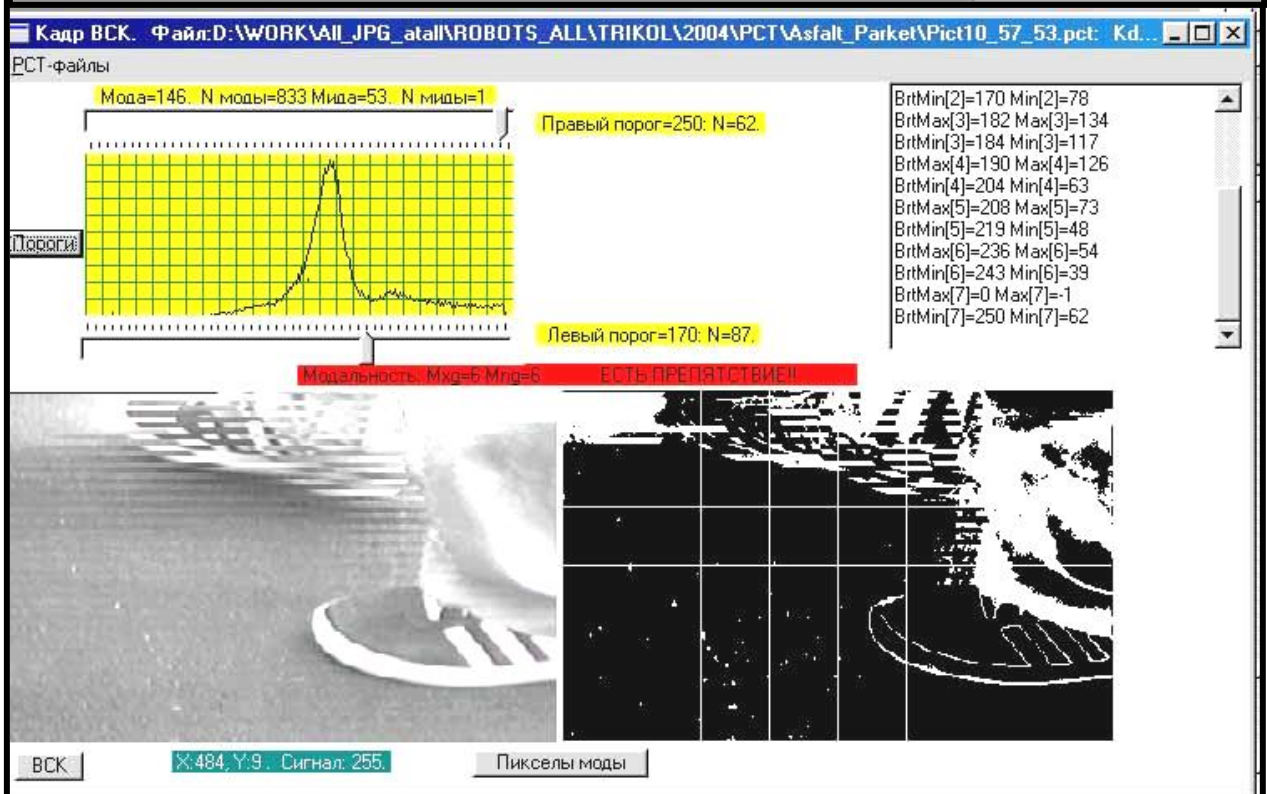 Кадр ВСК. Файл:D:\WORK\All_JPG_atall\ROBOTS_ALL\TRIKOL\2004\PCT\Asfalt_Parket\Pict10_57_53.pct: Kd...
PCT-файлы
Мода=146. N моды=833 Мида=53. N миды=1
Правый порог=250: N=62.
Пороги
Левый порог=170: N=87.
BrtMin[2]=170 Min[2]=78
BrtMax[3]=182 Max[3]=134
BrtMin[3]=184 Min[3]=117
BrtMax[4]=190 Max[4]=126
BrtMin[4]=204 Min[4]=63
BrtMax[5]=208 Max[5]=73
BrtMin[5]=219 Min[5]=48
BrtMax[6]=236 Max[6]=54
BrtMin[6]=243 Min[6]=39
BrtMax[7]=0 Max[7]=-1
BrtMin[7]=250 Min[7]=62
Модальность: Mxg=6 Mng=6 ЕСТЬ ПРЕПЯТСТВИЕ!!
ВСК
X:484, Y:9 . Сигнал: 255.
Пикселы моды